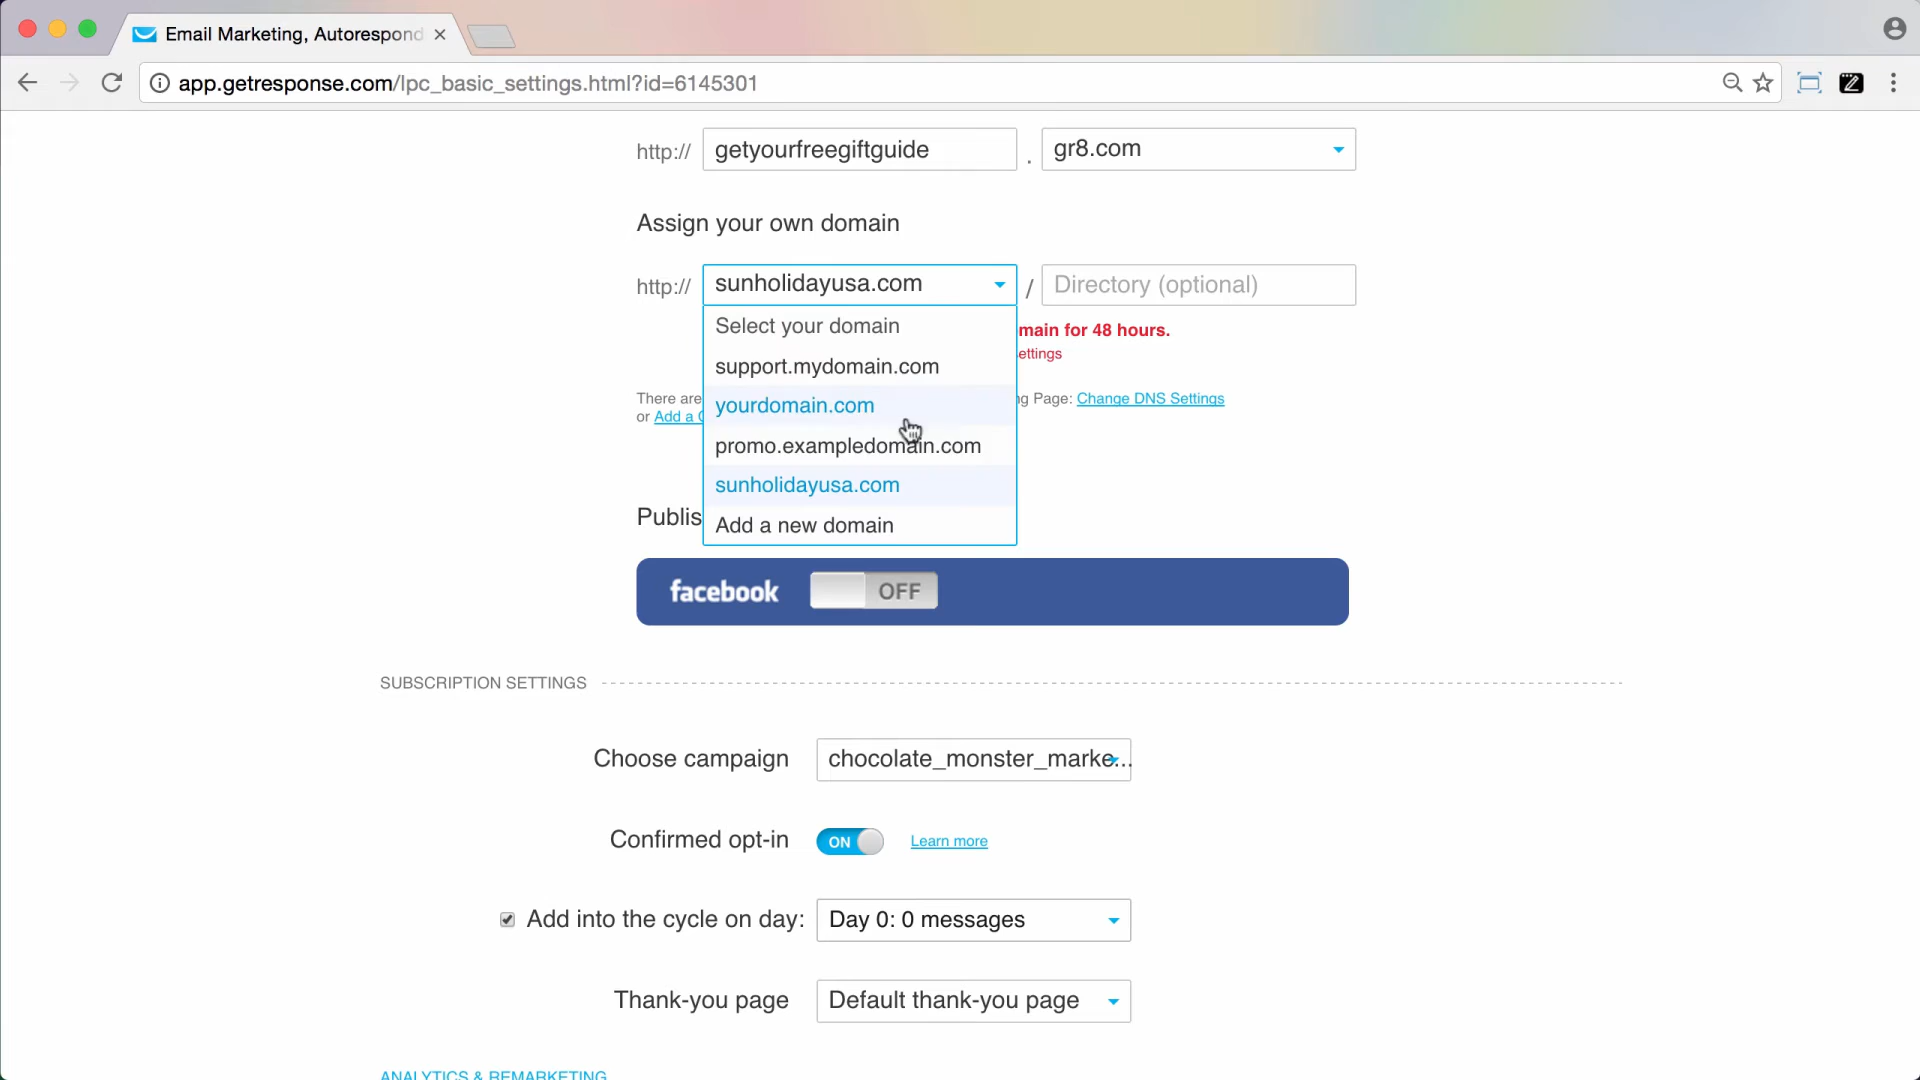 Email Marketing, Autorespond
app.getresponse.com/lpc_basic_settings.html?id=6145301
http:// getyourfreegiftguide . gr8.com
Assign your own domain
http:// sunholidayusa.com / Directory (optional)
Select your domain
main for 48 hours.
support.mydomain.com
ettings
There are
yourdomain.com
g Page: Change DNS Settings
or Add a
promo.exampledomain.com
sunholidayusa.com
Publis
Add a new domain
facebook OFF
SUBSCRIPTION SETTINGS
Choose campaign chocolate_monster_marke...
Confirmed opt-in ON Learn more
Add into the cycle on day: Day 0: 0 messages
Thank-you page Default thank-you page
ANALYTICS & REMARKETING